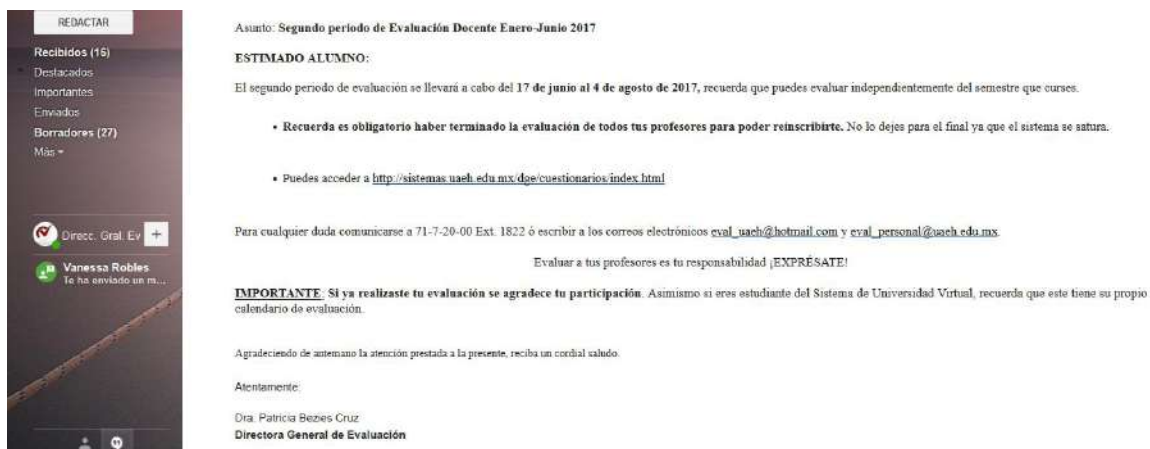 REDACTAR
Recibidos (16)
Destacados
Importantes
Enviados
Borradores (27)
Más
Direcc. Gral. Ev +
Vanessa Robles
Te ha enviado un m...
Asunto: Segundo periodo de Evaluación Docente Enero-Junio 2017
ESTIMADO ALUMNO:
El segundo periodo de evaluación se llevará a cabo del 17 de junio al 4 de agosto de 2017, recuerda que puedes evaluar independientemente del semestre que curses.
• Recuerda es obligatorio haber terminado la evaluación de todos tus profesores para poder reinscribirte. No lo dejes para el final ya que el sistema se satura.
• Puedes acceder a http://sistemas.uaeh.edu.mx/dge/cuestionarios/index.html
Para cualquier duda comunicarse a 71-7-20-00 Ext. 1822 ó escribir a los correos electrónicos eval_uaeh@hotmail.com y eval_personal@uaeh.edu.mx.
Evaluar a tus profesores es tu responsabilidad ¡EXPRÉSATE!
IMPORTANTE: Si ya realizaste tu evaluación se agradece tu participación. Asimismo si eres estudiante del Sistema de Universidad Virtual, recuerda que este tiene su propio
calendario de evaluación.
Agradeciendo de antemano la atención prestada a la presente, reciba un cordial saludo.
Atentamente:
Dra. Patricia Bezies Cruz
Directora General de Evaluación